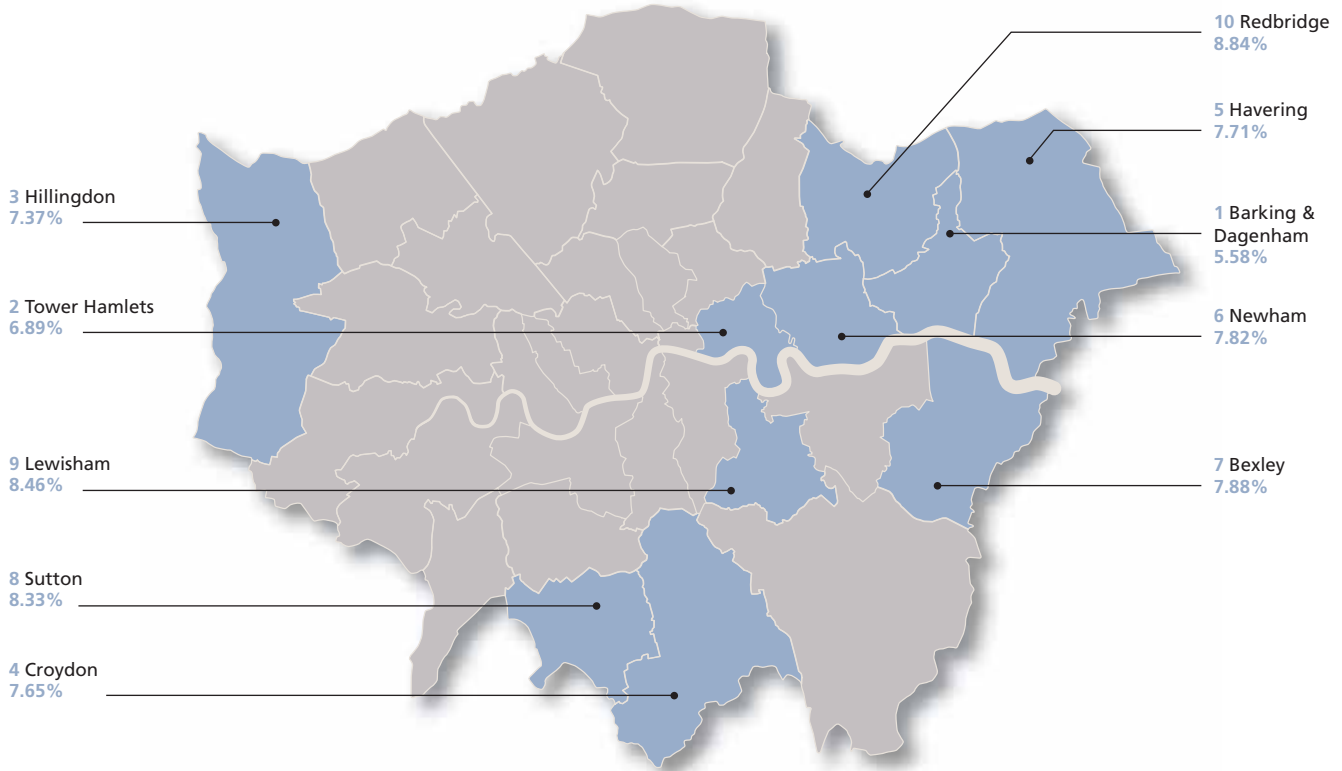 10 Redbridge
8.84%
5 Havering
7.71%
3 Hillingdon
7.37%
1 Barking &
Dagenham
5.58%
2 Tower Hamlets
6.89%
6 Newham
7.82%
9 Lewisham
8.46%
7 Bexley
7.88%
8 Sutton
8.33%
4 Croydon
7.65%